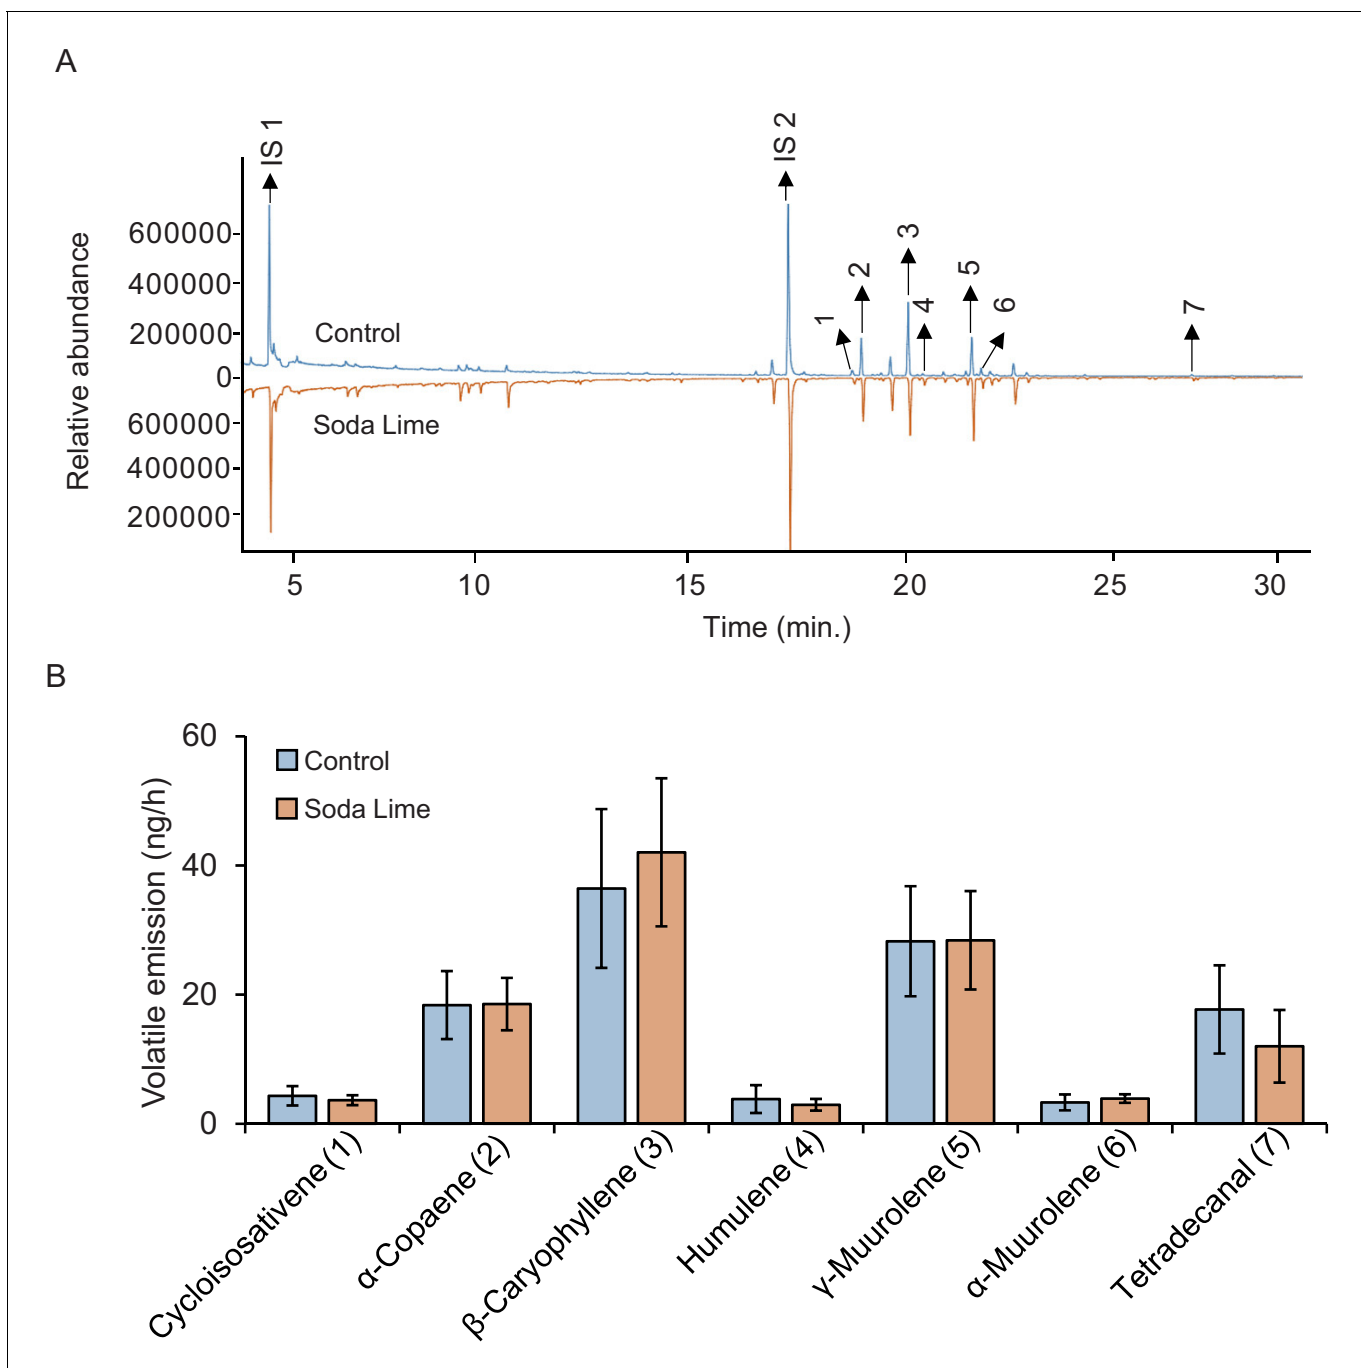 A
IS 1
IS 2
1
2
3
4
5
6
7
Relative abundance
600000
400000
200000
0
600000
400000
200000
Control
Soda Lime
5
10
15
20
25
30
Time (min.)
B
Volatile emission (ng/h)
60
40
20
0
Control
Soda Lime
Cycloisosativene (1)
α-Copaene (2)
β-Caryophyllene (3)
Humulene (4)
γ-Muurolene (5)
α-Muurolene (6)
Tetradecanal (7)